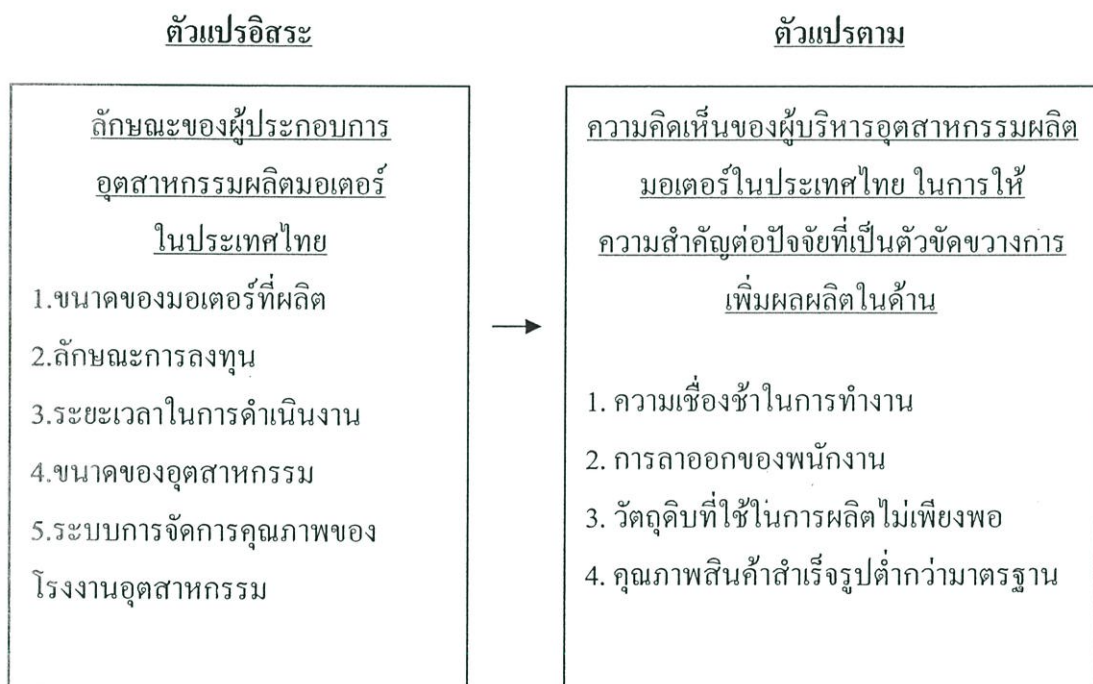 ตัวแปรอิสระ
ตัวแปรตาม
ลักษณะของผู้ประกอบการ
อุตสาหกรรมผลิตมอเตอร์
ในประเทศไทย
1.ขนาดของมอเตอร์ที่ผลิต
2.ลักษณะการลงทุน
3.ระยะเวลาในการดำเนินงาน
4.ขนาดของอุตสาหกรรม
5.ระบบการจัดการคุณภาพของ
โรงงานอุตสาหกรรม
ความคิดเห็นของผู้บริหารอุตสาหกรรมผลิต
มอเตอร์ในประเทศไทย ในการให้
ความสำคัญต่อปัจจัยที่เป็นตัวขัดขวางการ
เพิ่มผลผลิตในด้าน
1. ความเชื่องช้าในการทำงาน
2. การลาออกของพนักงาน
3. วัตถุดิบที่ใช้ในการผลิตไม่เพียงพอ
4. คุณภาพสินค้าสำเร็จรูปต่ำกว่ามาตรฐาน